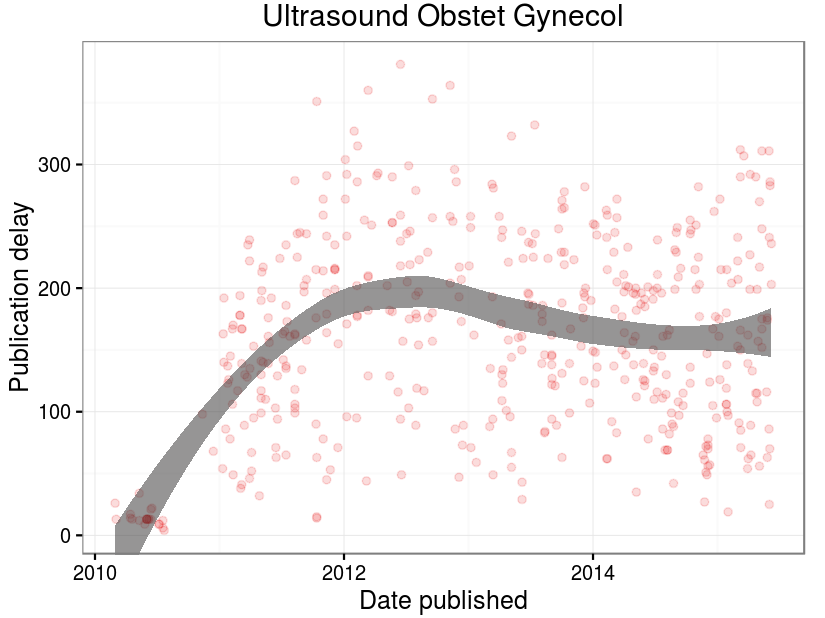 Ultrasound Obstet Gynecol
Publication delay
300
200
100
0
2010
2012
2014
Date published